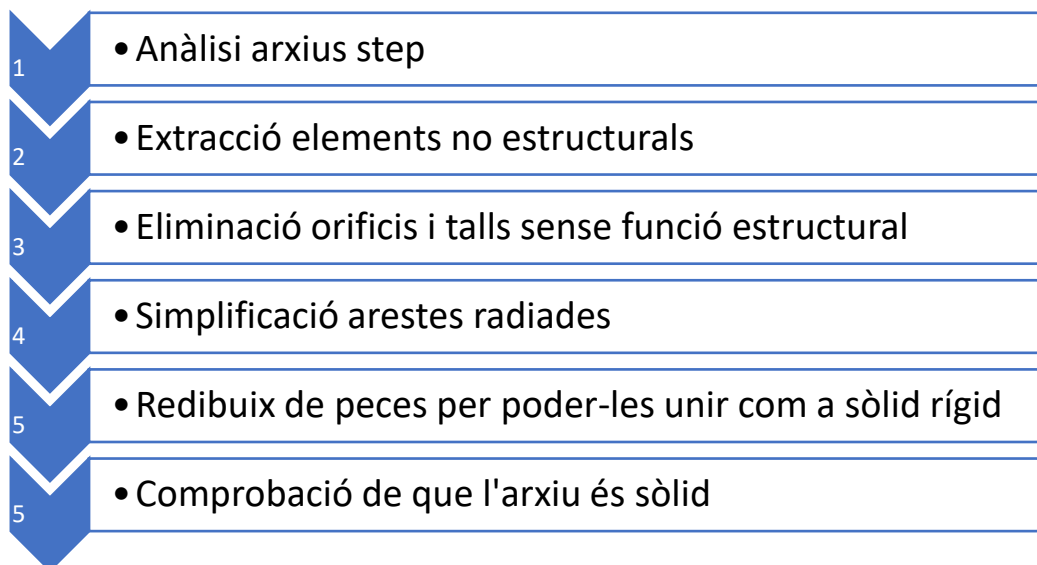 1
• Anàlisi arxius step
2
• Extracció elements no estructurals
3
• Eliminació orificis i talls sense funció estructural
4
• Simplificació arestes radiades
5
• Redibuix de peces per poder-les unir com a sòlid rígid
5
• Comprobació de que l'arxiu és sòlid